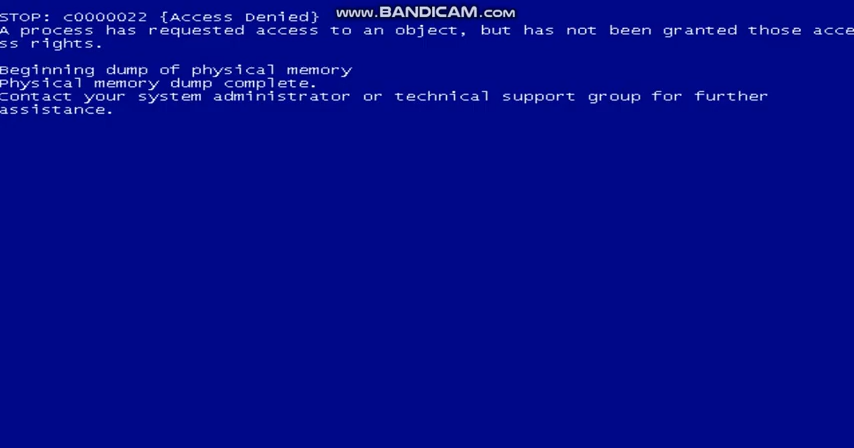 www.BANDICAM.com
STOP: c0000022 {Access Denied}
A process has requested access to an object, but has not been granted those acce
ss rights.
Beginning dump of physical memory
Physical memory dump complete.
Contact your system administrator or technical support group for further
assistance.